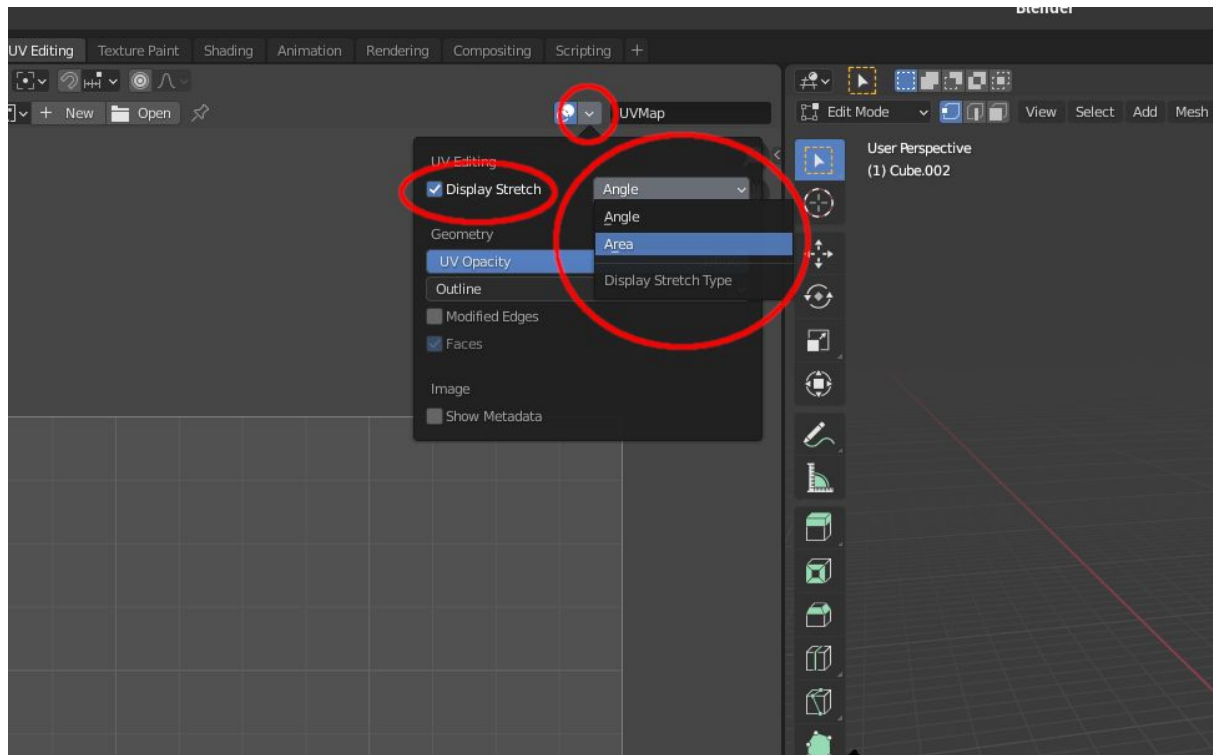 Blender
UV Editing Texture Paint Shading Animation Rendering Compositing Scripting +
+ New Open UVMap
Edit Mode View Select Add Mesh
UV Editing
Display Stretch Angle
Angle
Area
Display Stretch Type
Geometry
UV Opacity
Outline
Modified Edges
Faces
Image
Show Metadata
User Perspective
(1) Cube.002